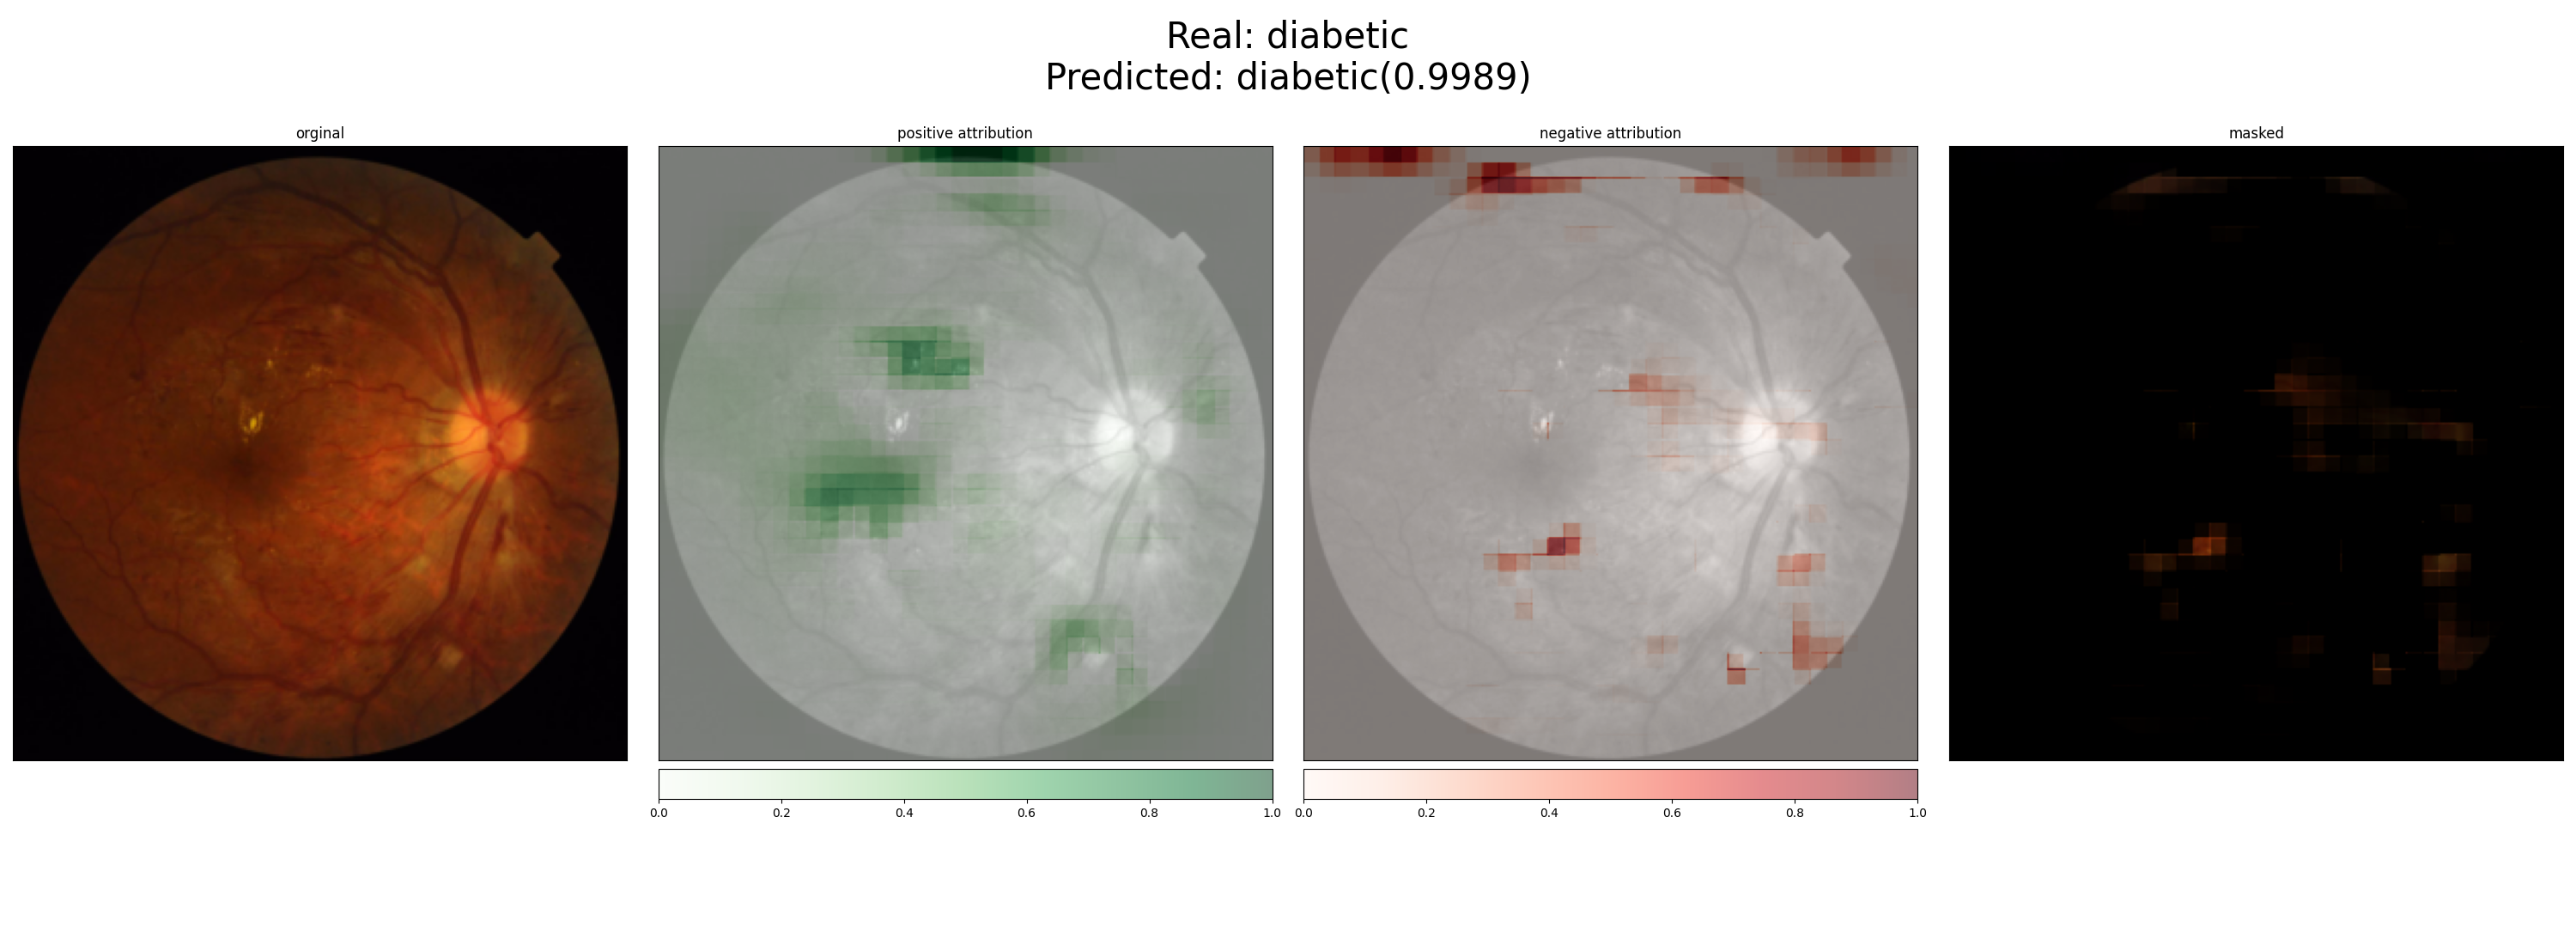 Real: diabetic
Predicted: diabetic(0.9989)
orginal
positive attribution
negative attribution
masked
0.0 0.2 0.4 0.6 0.8 1.0
0.0 0.2 0.4 0.6 0.8 1.0